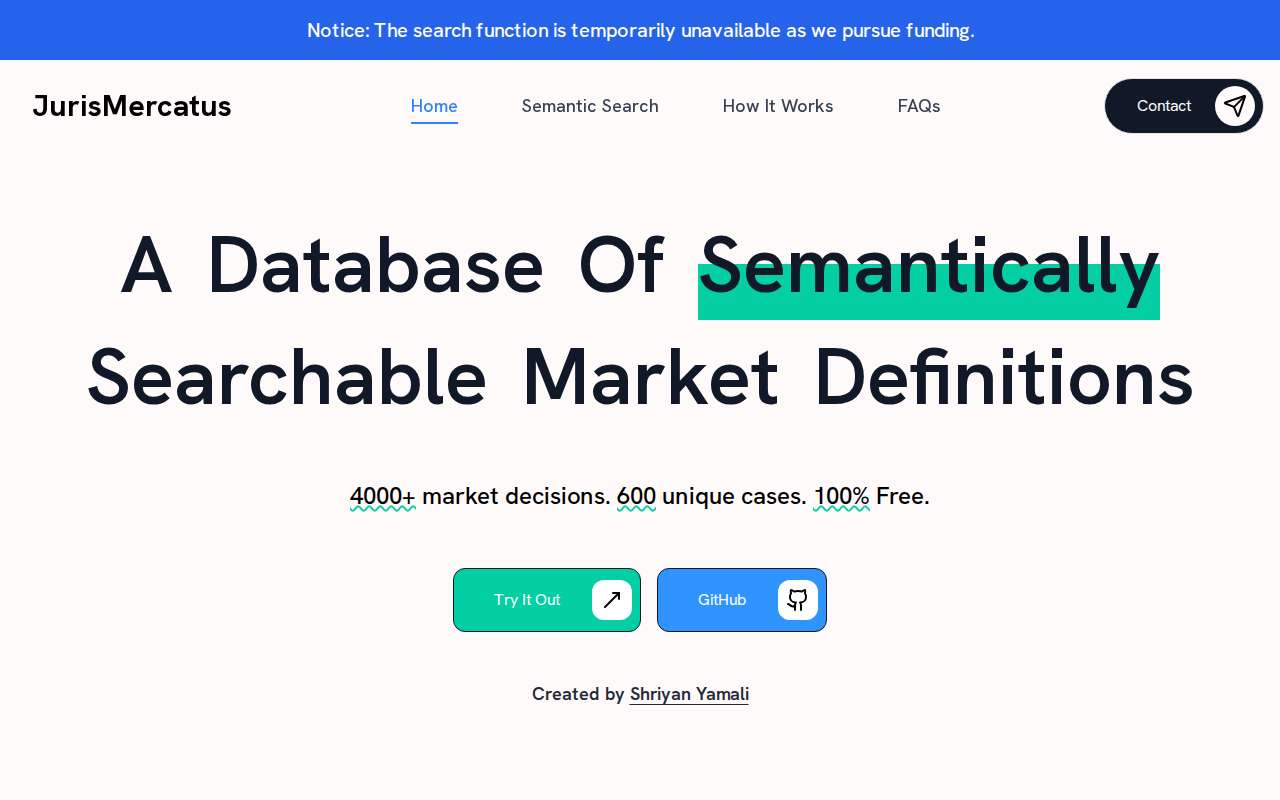 Notice: The search function is temporarily unavailable as we pursue funding.
JurisMercatus
Home
Semantic Search
How It Works
FAQs
Contact
A Database Of Semantically
Searchable Market Definitions
4000+ market decisions. 600 unique cases. 100% Free.
Try It Out
GitHub
Created by Shriyan Yamali